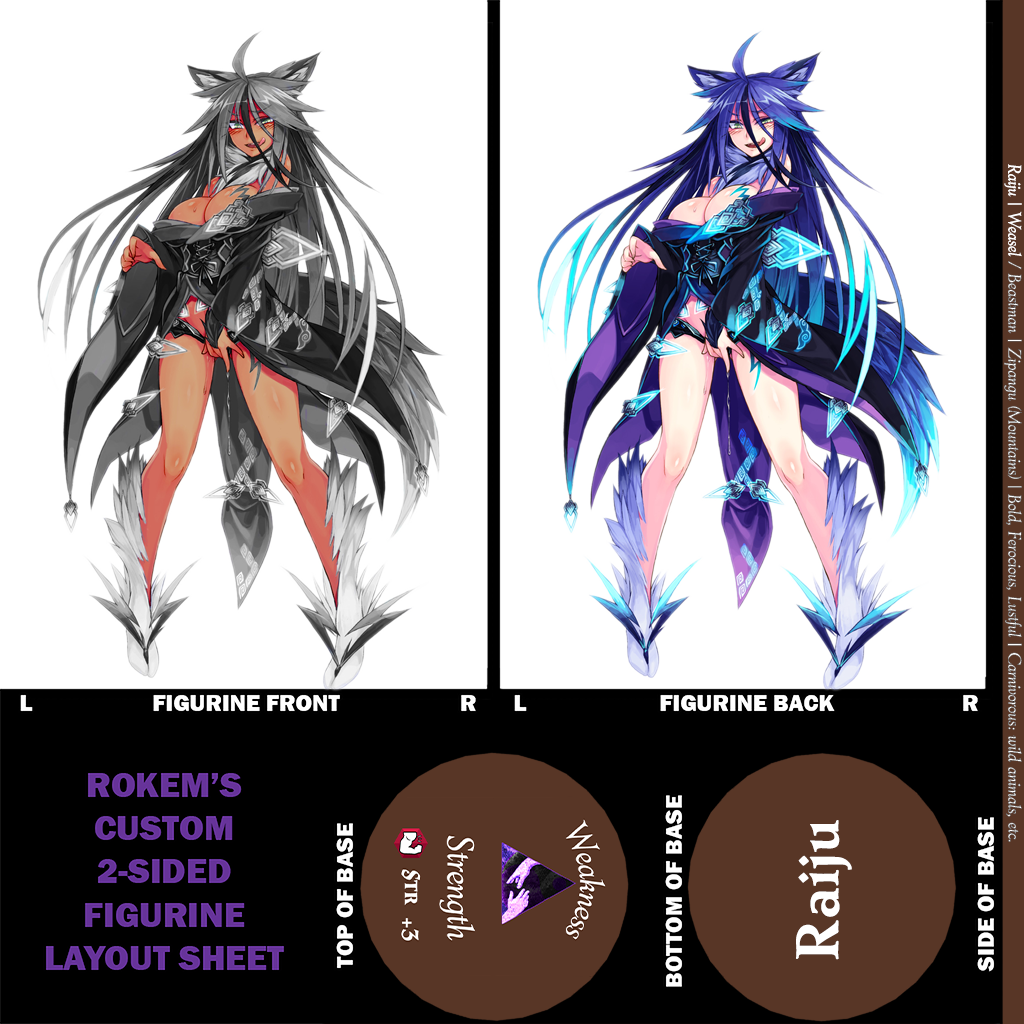 L
FIGURINE FRONT
R
L
FIGURINE BACK
R
Raiju | Weasel / Beastman | Zipangu (Mountains) | Bold, Ferocious, Lustful | Carnivorous: wild animals, etc.
ROKEM'S
CUSTOM
2-SIDED
FIGURINE
LAYOUT SHEET
TOP OF BASE
Weakness
Strength
STR +3
BOTTOM OF BASE
Raiju
SIDE OF BASE